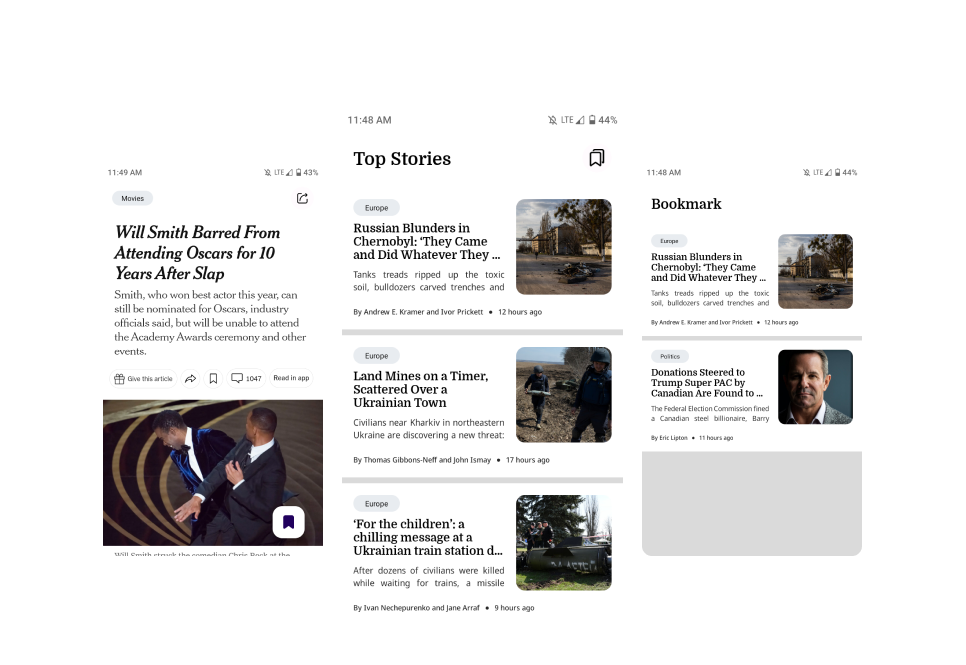 11:49 AM
LTE
43%
Movies
Will Smith Barred From
Attending Oscars for 10
Years After Slap
Smith, who won best actor this year, can
still be nominated for Oscars, industry
officials said, but will be unable to attend
the Academy Awards ceremony and other
events.
Give this article
1047
Read in app
Will Smith struck the comedian Chris Rock at the
11:48 AM
LTE
44%
Top Stories
Europe
Russian Blunders in
Chernobyl: ‘They Came
and Did Whatever They ...
Tanks treads ripped up the toxic
soil, bulldozers carved trenches and
By Andrew E. Kramer and Ivor Prickett • 12 hours ago
Europe
Land Mines on a Timer,
Scattered Over a
Ukrainian Town
Civilians near Kharkiv in northeastern
Ukraine are discovering a new threat:
By Thomas Gibbons-Neff and John Ismay • 17 hours ago
Europe
‘For the children’: a
chilling message at a
Ukrainian train station d...
After dozens of civilians were killed
while waiting for trains, a missile
By Ivan Nechepurenko and Jane Arraf • 9 hours ago
11:48 AM
LTE
44%
Bookmark
Europe
Russian Blunders in
Chernobyl: ‘They Came
and Did Whatever They ...
Tanks treads ripped up the toxic
soil, bulldozers carved trenches and
By Andrew E. Kramer and Ivor Prickett • 12 hours ago
Politics
Donations Steered to
Trump Super PAC by
Canadian Are Found to ...
The Federal Election Commission fined
a Canadian steel billionaire, Barry
By Eric Lipton • 11 hours ago